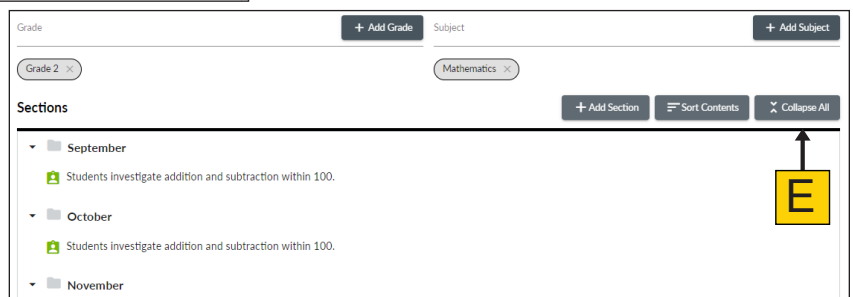 Grade + Add Grade Subject + Add Subject
Grade 2 × Mathematics ×
Sections + Add Section Sort Contents Collapse All
September
Students investigate addition and subtraction within 100.
E
October
Students investigate addition and subtraction within 100.
November